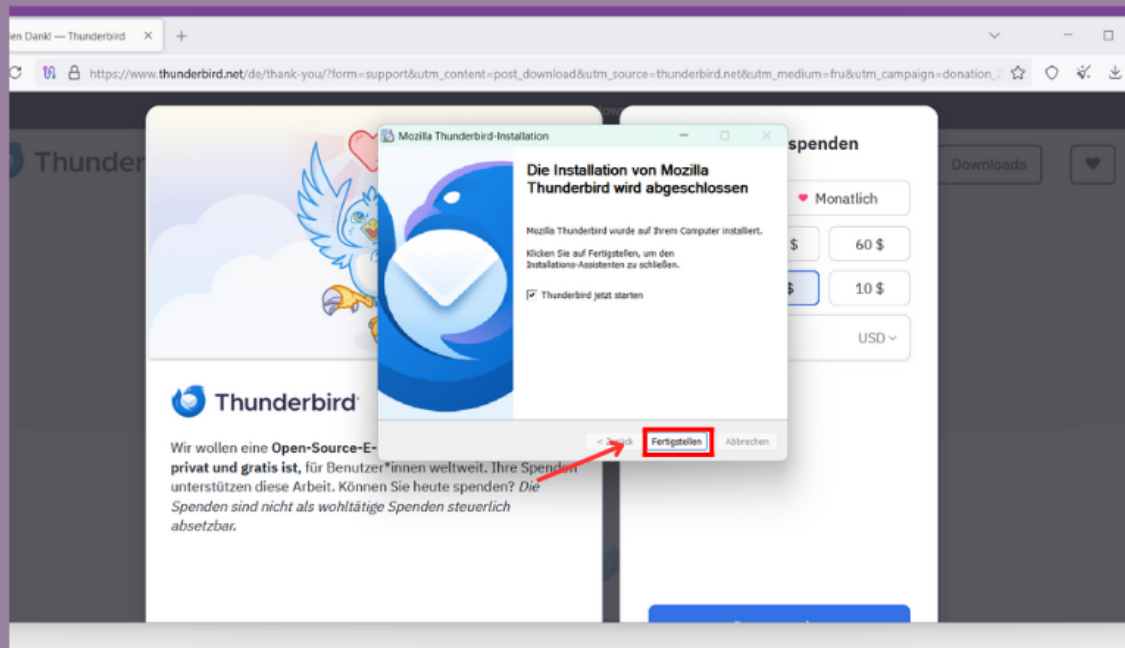 en Dank! — Thunderbird
https://www.thunderbird.net/de/thank-you/?form=support&utm_content=post_download&utm_source=thunderbird.net&utm_medium=fru&utm_campaign=donation_2
Thunder
Downloads
Mozilla Thunderbird-Installation
spenden
Die Installation von Mozilla
Thunderbird wird abgeschlossen
Monatlich
Mozilla Thunderbird wurde auf Ihrem Computer installiert.
$ 60 $
Klicken Sie auf Fertigstellen, um den
Installations-Assistenten zu schließen.
Thunderbird jetzt starten
$ 10 $
USD
Thunderbird
< Zurück Fertigstellen Abbrechen
Wir wollen eine Open-Source-E-
privat und gratis ist, für Benutzer*innen weltweit. Ihre Spenden
unterstützen diese Arbeit. Können Sie heute spenden? Die
Spenden sind nicht als wohltätige Spenden steuerlich
absetzbar.